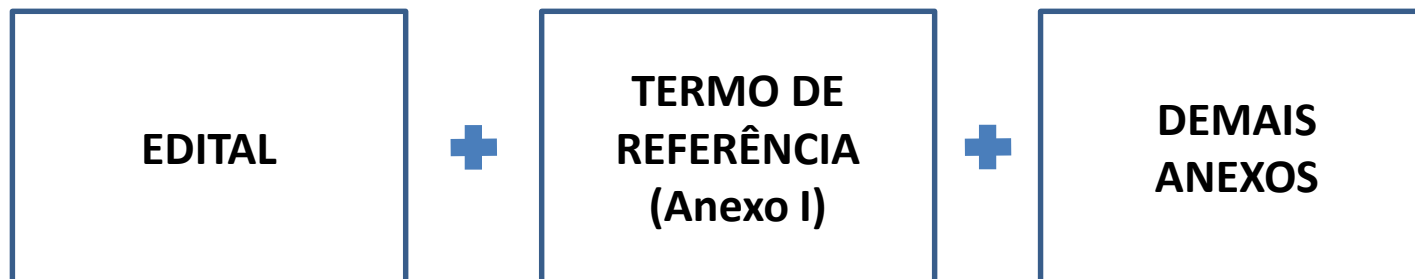 EDITAL
TERMO DE
REFERÊNCIA
(Anexo I)
DEMAIS
ANEXOS